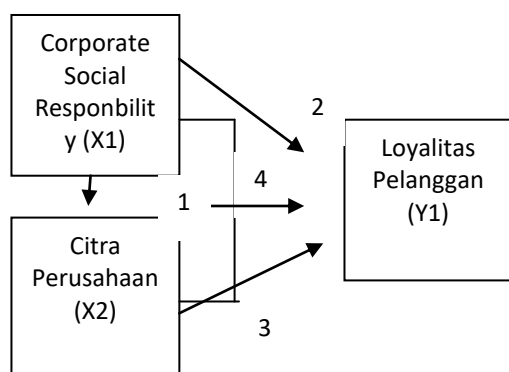 Corporate
Social
Responbilit
y (X1)
2
Loyalitas
Pelanggan
(Y1)
1
4
Citra
Perusahaan
(X2)
3